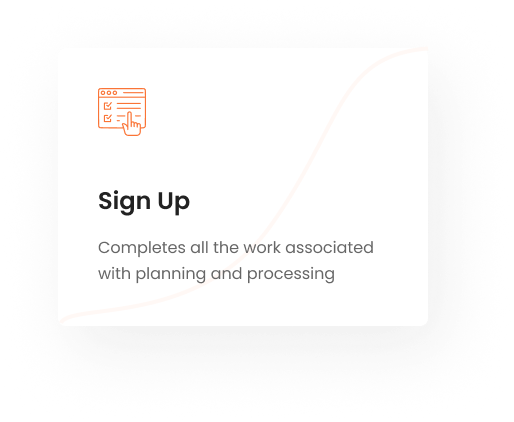 Sign Up
Completes all the work associated
with planning and processing